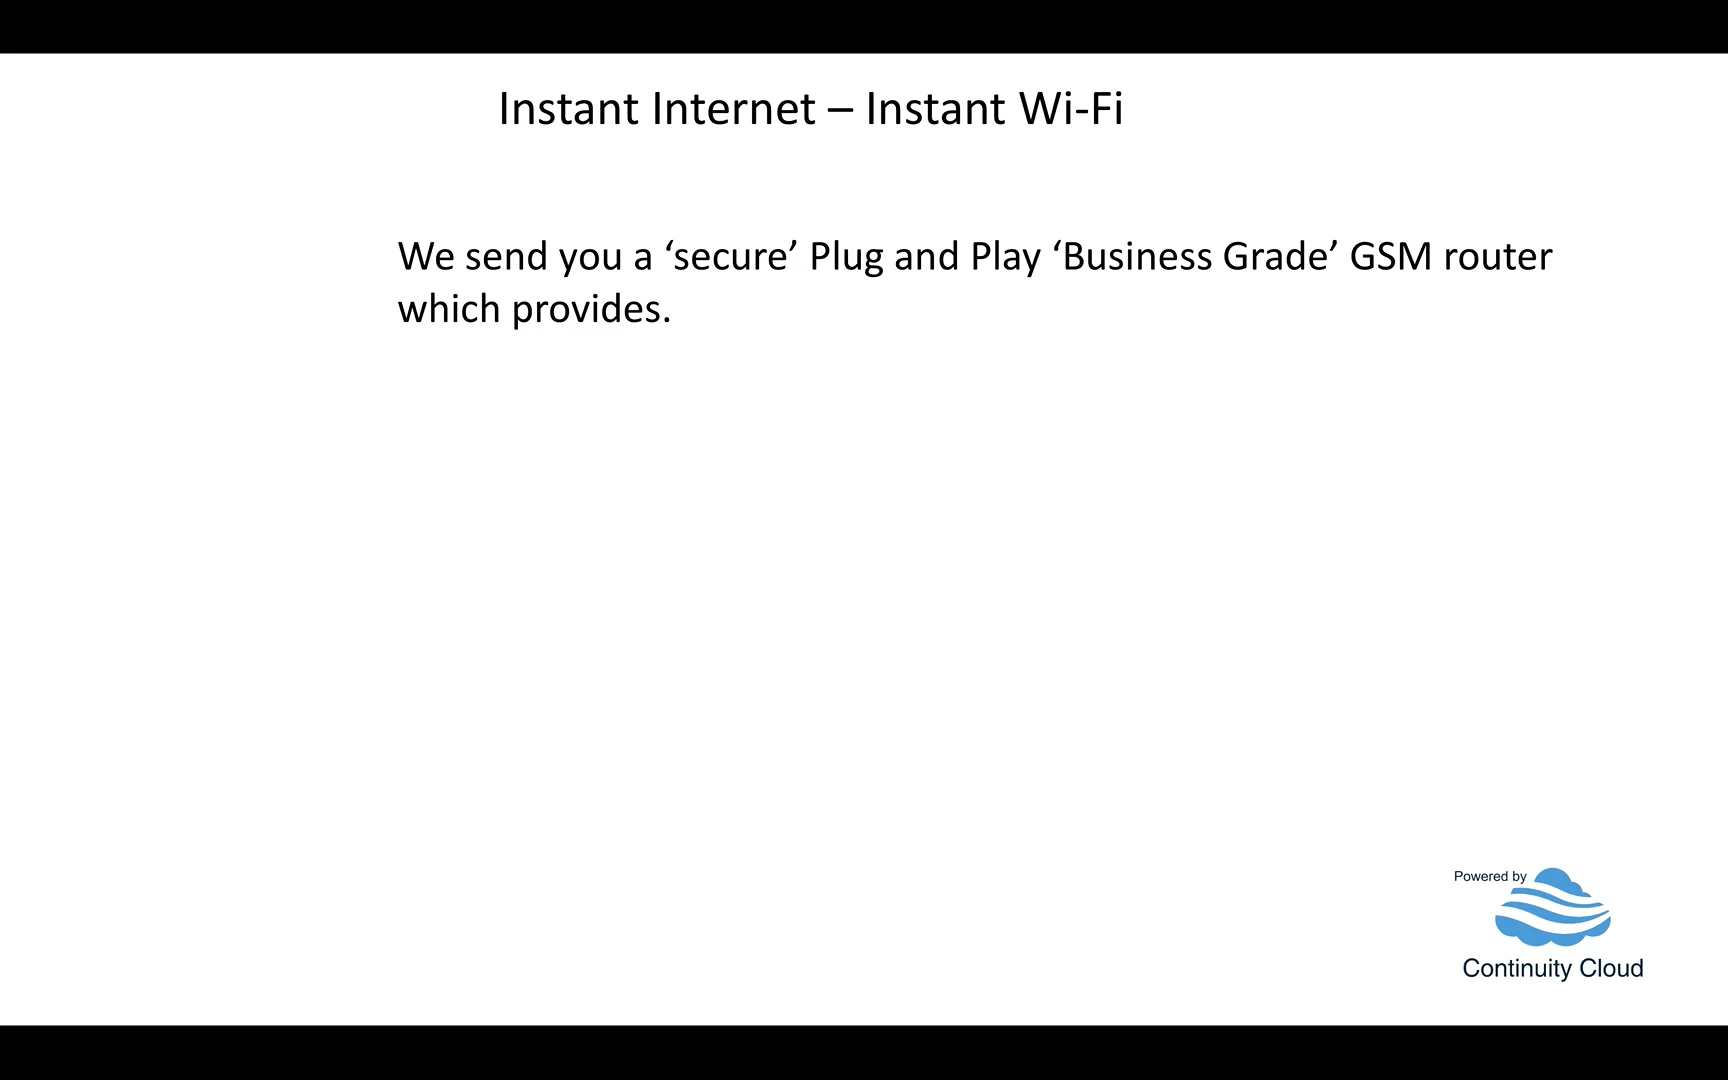 Instant Internet – Instant Wi-Fi
We send you a ‘secure’ Plug and Play ‘Business Grade’ GSM router
which provides.
Powered by
Continuity Cloud